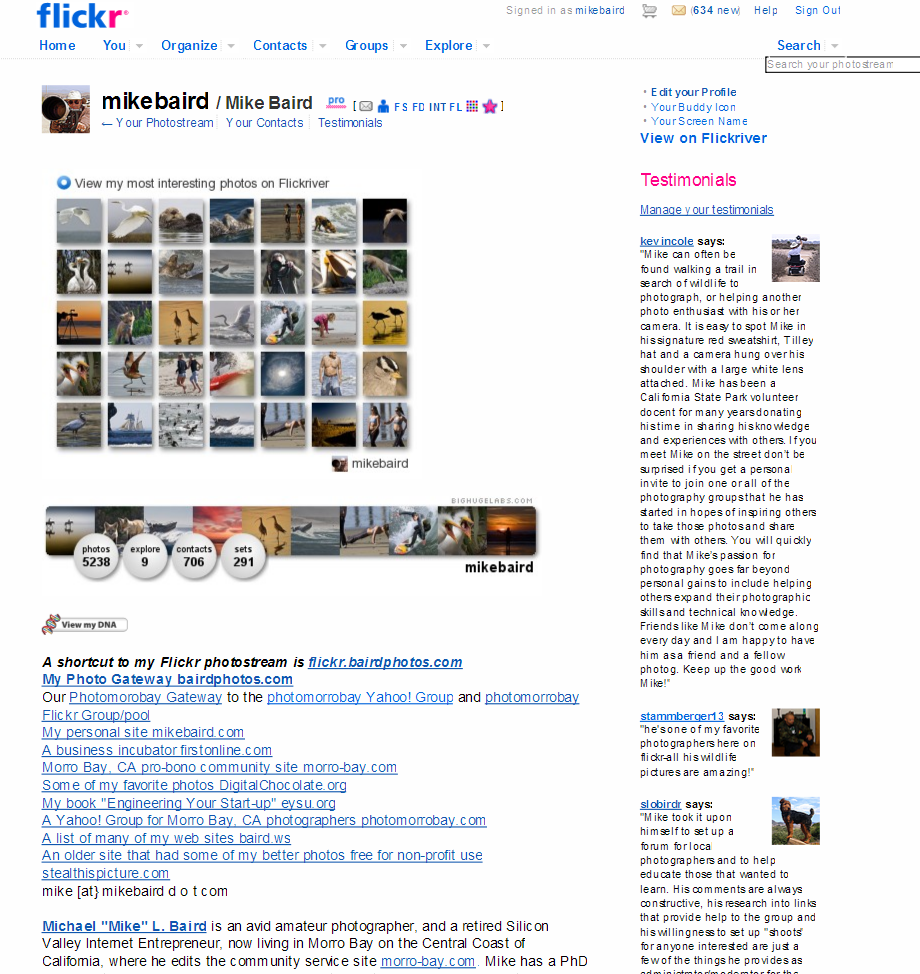 flickr
Signed in as mikebaird (634 new) Help Sign Out
Home You Organize Contacts Groups Explore Search
Search your photostream
mikebaird / Mike Baird pro [ F S F D INT F L ]
← Your Photostream Your Contacts Testimonials
View my most interesting photos on Flickriver
mikebaird
BIGHUGELABS.COM
photos 5238 explore 9 contacts 706 sets 291
mikebaird
View my DNA
A shortcut to my Flickr photostream is flickr.bairdphotos.com
My Photo Gateway bairdphotos.com
Our Photomorobay Gateway to the photomorrobay Yahoo! Group and photomorrobay
Flickr Group/pool
My personal site mikebaird.com
A business incubator firstonline.com
Morro Bay, CA pro-bono community site morro-bay.com
Some of my favorite photos DigitalChocolate.org
My book "Engineering Your Start-up" eysu.org
A Yahoo! Group for Morro Bay, CA photographers photomorrobay.com
A list of many of my web sites baird.ws
An older site that had some of my better photos free for non-profit use
stealthispicture.com
mike [at} mikebaird d o t com
Michael "Mike" L. Baird is an avid amateur photographer, and a retired Silicon
Valley Internet Entrepreneur, now living in Morro Bay on the Central Coast of
California, where he edits the community service site morro-bay.com. Mike has a PhD
• Edit your Profile
• Your Buddy Icon
• Your Screen Name
View on Flickriver
Testimonials
Manage your testimonials
kevincole says:
"Mike can often be
found walking a trail in
search of wildlife to
photograph, or helping another
photo enthusiast with his or her
camera. It is easy to spot Mike in
his signature red sweatshirt, Tilley
hat and a camera hung over his
shoulder with a large white lens
attached. Mike has been a
California State Park volunteer
docent for many years donating
his time in sharing his knowledge
and experiences with others. If you
meet Mike on the street don't be
surprised if you get a personal
invite to join one or all of the
photography groups that he has
started in hopes of inspiring others
to take those photos and share
them with others. You will quickly
find that Mike's passion for
photography goes far beyond
personal gains to include helping
others expand their photographic
skills and technical knowledge.
Friends like Mike don't come along
every day and I am happy to have
him as a friend and a fellow
photog. Keep up the good work
Mike!"
stammberger13 says:
"he's one of my favorite
photographers here on
flickr-all his wildlife
pictures are amazing!"
slobirdr says:
"Mike took it upon
himself to set up a
forum for local
photographers and to help
educate those that wanted to
learn. His comments are always
constructive, his research into links
that provide help to the group and
his willingness to set up "shoots"
for anyone interested are just a
few of the things he provides as
administrator/moderator for the